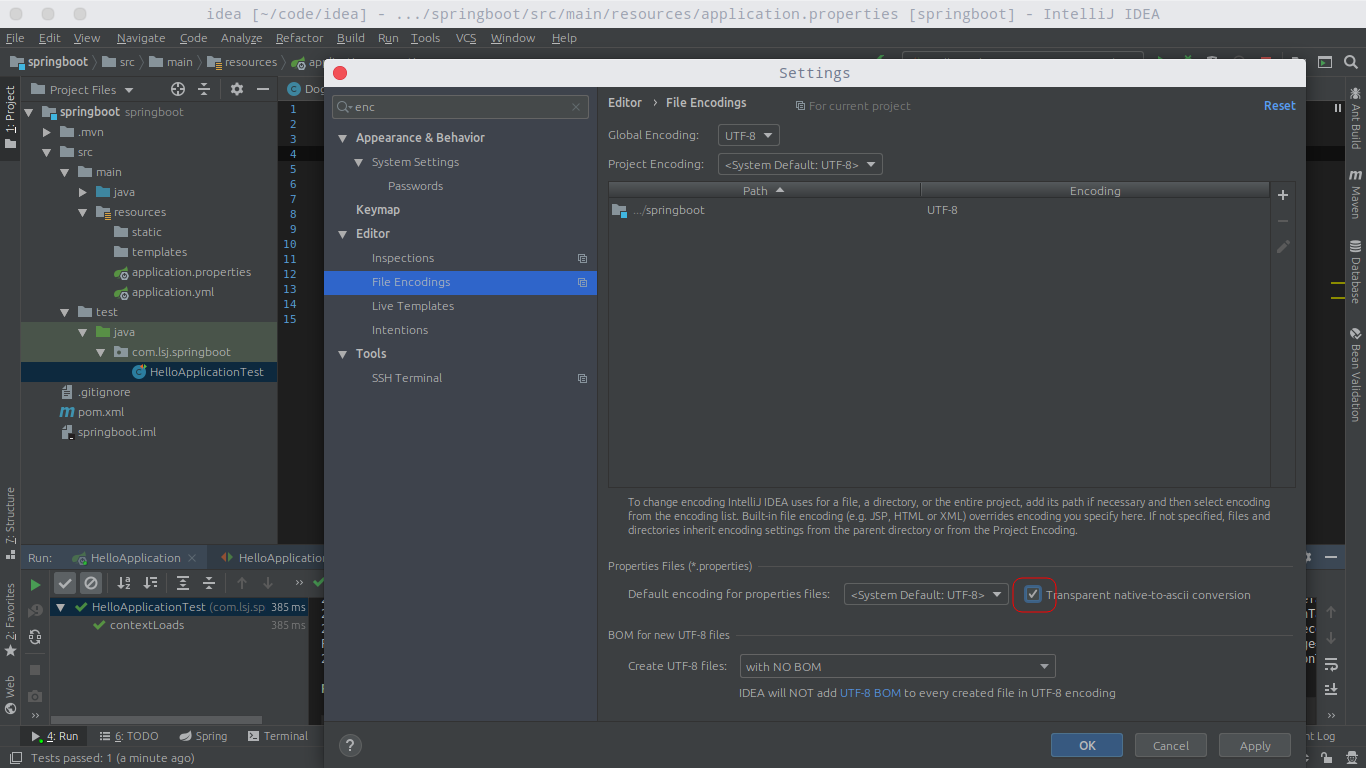 idea [~/code/idea] - .../springboot/src/main/resources/application.properties [springboot] - IntelliJ IDEA
File Edit View Navigate Code Analyze Refactor Build Run Tools VCS Window Help
springboot src main resources
Settings
1: Project
Project Files
springboot springboot
.mvn
src
main
java
resources
static
templates
application.properties
application.yml
test
java
com.lsj.springboot
HelloApplicationTest
.gitignore
pom.xml
springboot.iml
1
2
3
4
5
6
7
8
9
10
11
12
13
14
15
enc
Appearance & Behavior
System Settings
Passwords
Keymap
Editor
Inspections
File Encodings
Live Templates
Intentions
Tools
SSH Terminal
Editor › File Encodings
For current project
Reset
Global Encoding: UTF-8
Project Encoding: <System Default: UTF-8>
Path Encoding
.../springboot UTF-8
To change encoding IntelliJ IDEA uses for a file, a directory, or the entire project, add its path if necessary and then select encoding
from the encoding list. Built-in file encoding (e.g. JSP, HTML or XML) overrides encoding you specify here. If not specified, files and
directories inherit encoding settings from the parent directory or from the Project Encoding.
Properties Files (*.properties)
Default encoding for properties files: <System Default: UTF-8> Transparent native-to-ascii conversion
BOM for new UTF-8 files
Create UTF-8 files: with NO BOM
IDEA will NOT add UTF-8 BOM to every created file in UTF-8 encoding
? OK Cancel Apply
Ant Build
Maven
Database
Bean Validation
7: Structure
2: Favorites
Web
Run: HelloApplication HelloApplication
HelloApplicationTest (com.lsj.sp 385 ms
contextLoads 385 ms
4: Run 6: TODO Spring Terminal
nt Log
Tests passed: 1 (a minute ago)